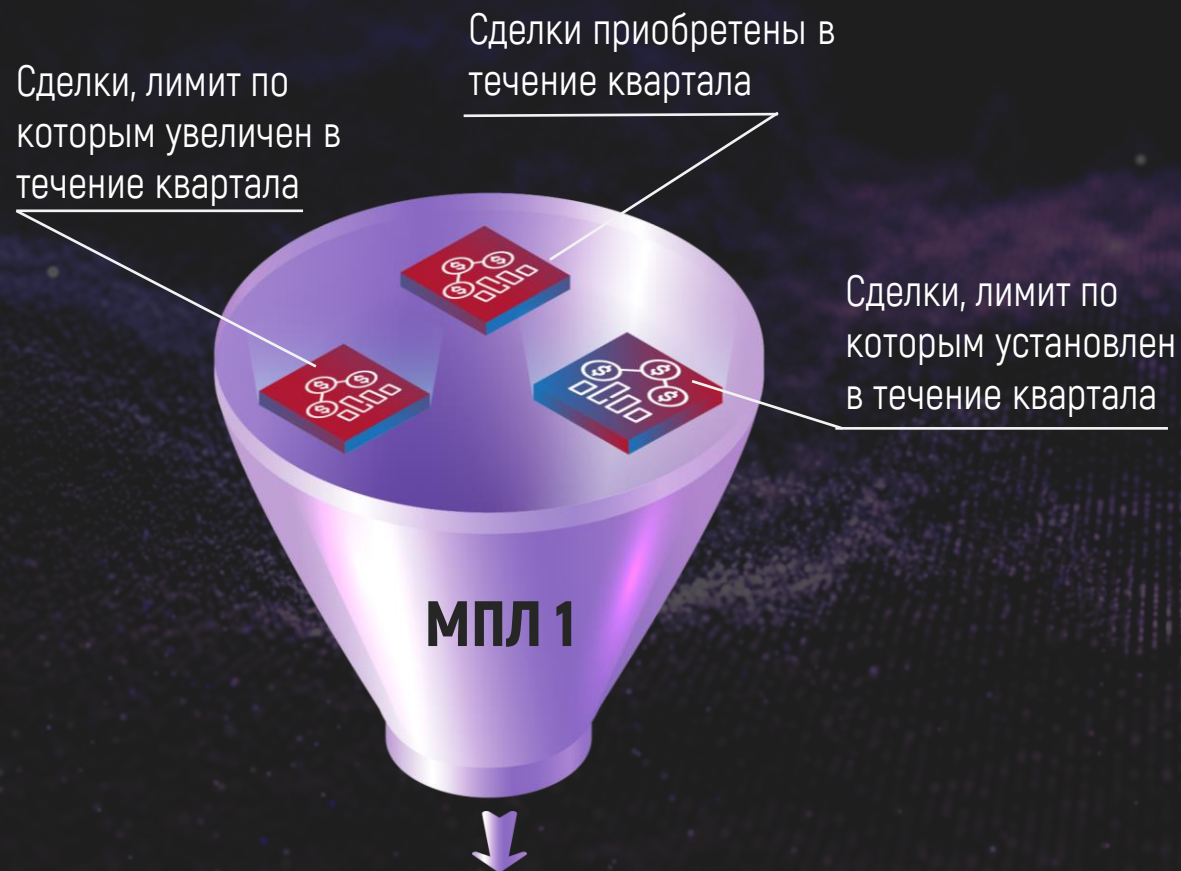 Сделки приобретены в
течение квартала
Сделки, лимит по
которым увеличен в
течение квартала
Сделки, лимит по
которым установлен
в течение квартала
МПЛ 1